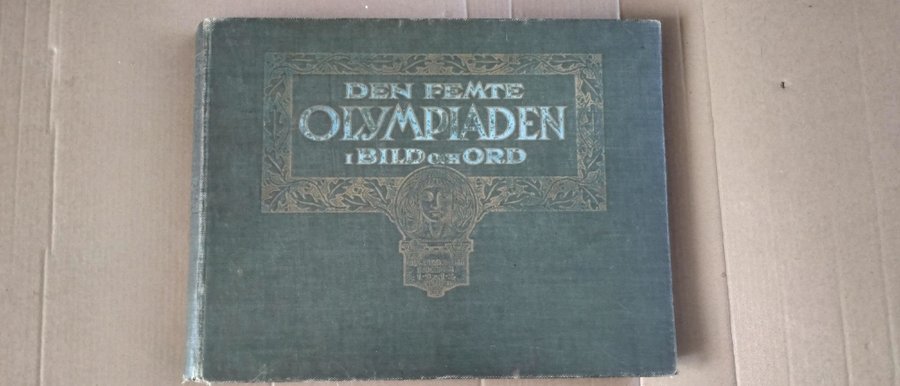 DEN FEMTE
OLYMPIADEN
I BILD OCH ORD